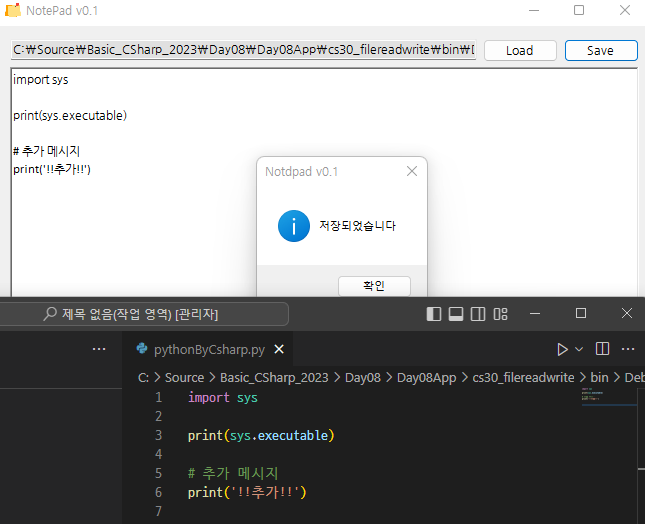 NotePad v0.1
C:\Source\Basic_CSharp_2023\Day08\Day08App\cs30_filereadwrite\bin\D
Load
Save
import sys
print(sys.executable)
# 추가 메시지
print('!!추가!!')
Notdpad v0.1
저장되었습니다
확인
제목 없음(작업 영역) [관리자]
pythonByCsharp.py
C: > Source > Basic_CSharp_2023 > Day08 > Day08App > cs30_filereadwrite > bin > Deb
1 import sys
2
3 print(sys.executable)
4
5 # 추가 메시지
6 print('!!추가!!')
7